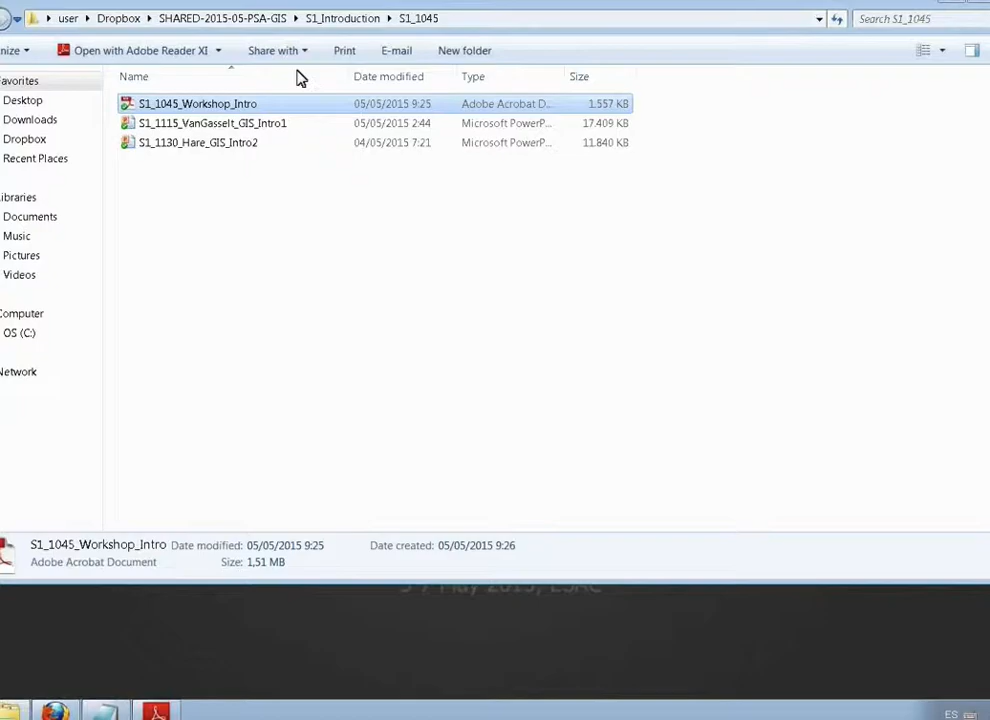 user ▸ Dropbox ▸ SHARED-2015-05-PSA-GIS ▸ S1_Introduction ▸ S1_1045
Search S1_1045
Open with Adobe Reader XI Share with Print E-mail New folder
Name Date modified Type Size
S1_1045_Workshop_Intro 05/05/2015 9:25 Adobe Acrobat D... 1.557 KB
S1_1115_VanGasselt_GIS_Intro1 05/05/2015 2:44 Microsoft PowerP... 17.409 KB
S1_1130_Hare_GIS_Intro2 04/05/2015 7:21 Microsoft PowerP... 11.840 KB
avorites
Desktop
Downloads
Dropbox
Recent Places
ibraries
Documents
Music
Pictures
Videos
omputer
OS (C:)
Network
S1_1045_Workshop_Intro Date modified: 05/05/2015 9:25 Date created: 05/05/2015 9:26
Adobe Acrobat Document Size: 1,51 MB
May 2015, ESAC
ES